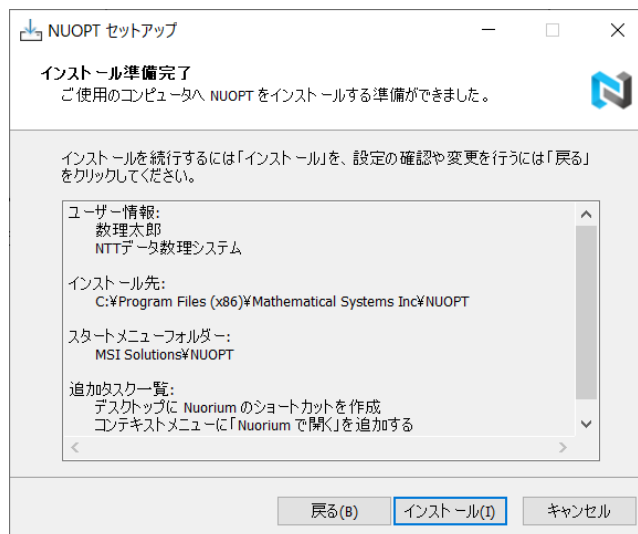 NUOPT セットアップ
インストール準備完了
ご使用のコンピュータへ NUOPT をインストールする準備ができました。
インストールを続行するには「インストール」を、設定の確認や変更を行うには「戻る」
をクリックしてください。
ユーザー情報:
数理太郎
NTTデータ数理システム
インストール先:
C:¥Program Files (x86)¥Mathematical Systems Inc¥NUOPT
スタートメニューフォルダー:
MSI Solutions¥NUOPT
追加タスク一覧:
デスクトップに Nuorium のショートカットを作成
コンテキストメニューに「Nuorium で開く」を追加する
戻る(B) インストール(I) キャンセル